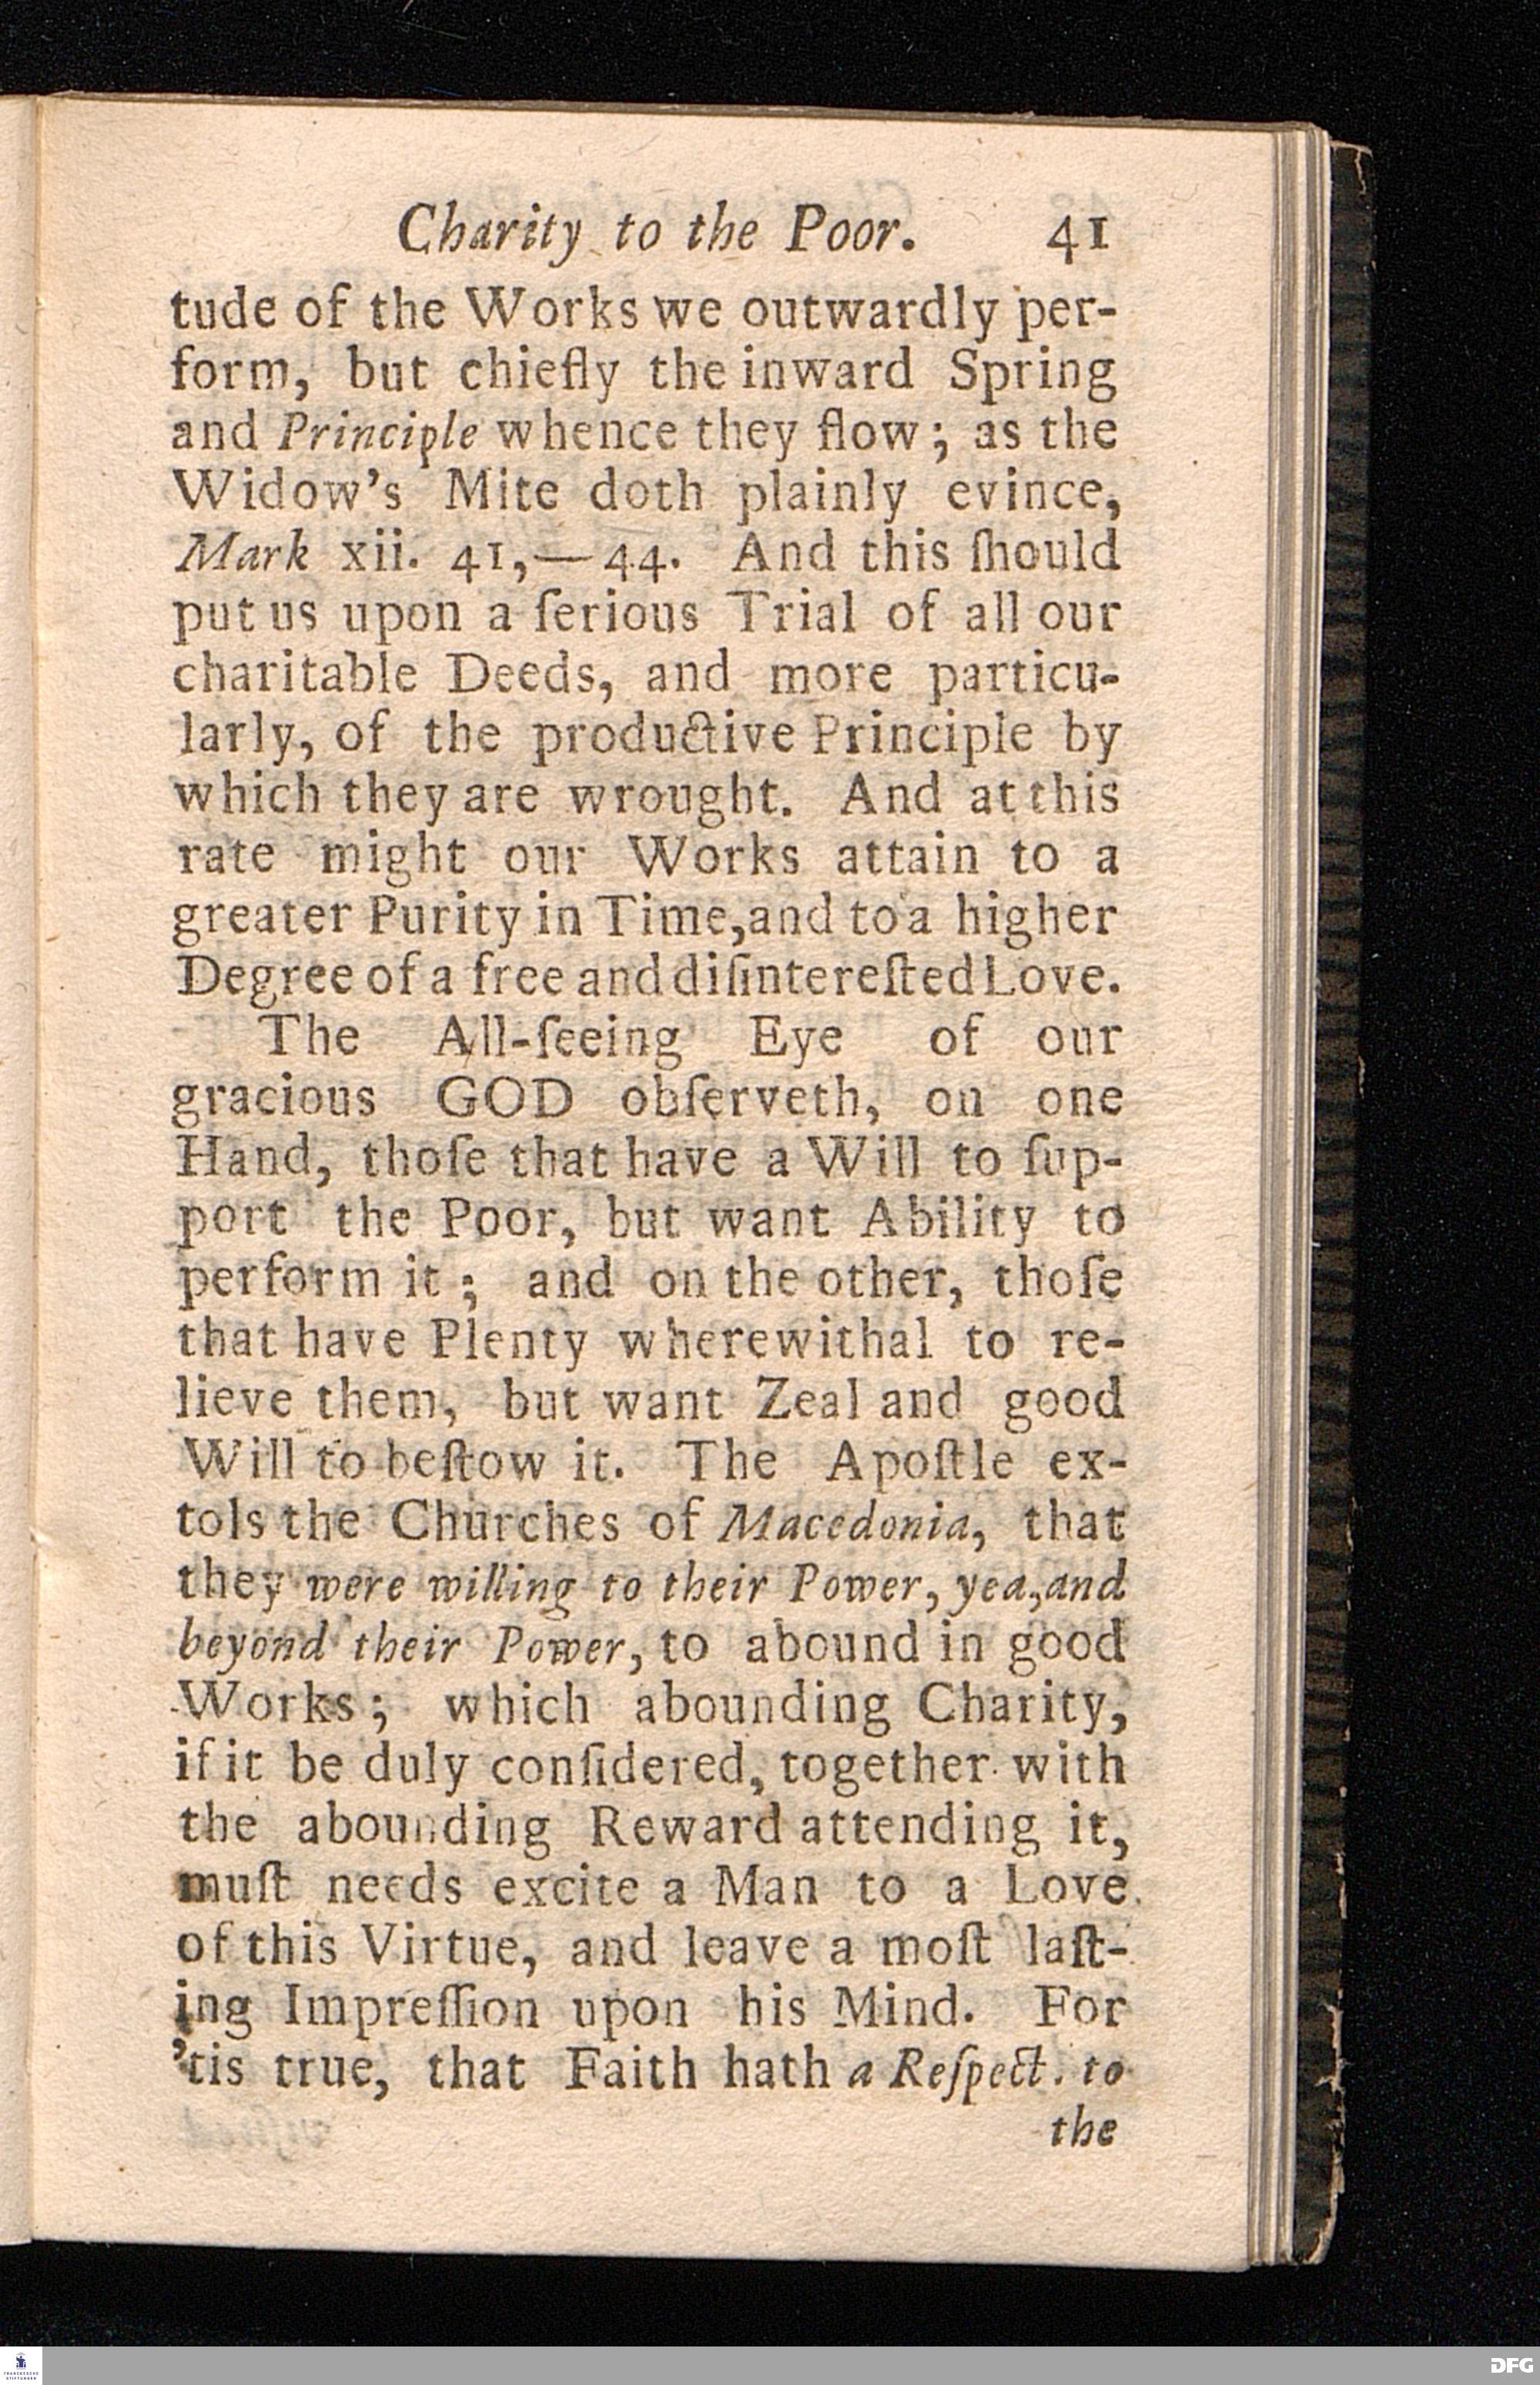 Charity to the Poor. 41
tude of the Works we outwardly per-
form, but chiefly the inward Spring
and Principle whence they flow; as the
Widow's Mite doth plainly evince,
Mark xii. 41,—44. And this ſhould
put us upon a ſerious Trial of all our
charitable Deeds, and more particu-
larly, of the productive Principle by
which they are wrought. And at this
rate might our Works attain to a
greater Purity in Time, and to a higher
Degree of a free and diſintereſted Love.
The All-ſeeing Eye of our
gracious GOD obſerveth, on one
Hand, thoſe that have a Will to ſup-
port the Poor, but want Ability to
perform it; and on the other, thoſe
that have Plenty wherewithal to re-
lieve them, but want Zeal and good
Will to beſtow it. The Apoſtle ex-
tols the Churches of Macedonia, that
they were willing to their Power, yea, and
beyond their Power, to abound in good
Works; which abounding Charity,
if it be duly conſidered, together with
the abounding Reward attending it,
muſt needs excite a Man to a Love
of this Virtue, and leave a moſt laſt-
ing Impreſſion upon his Mind. For
'tis true, that Faith hath a Reſpect to
the
FRANCKESCHE
STIFTUNGEN
DFG